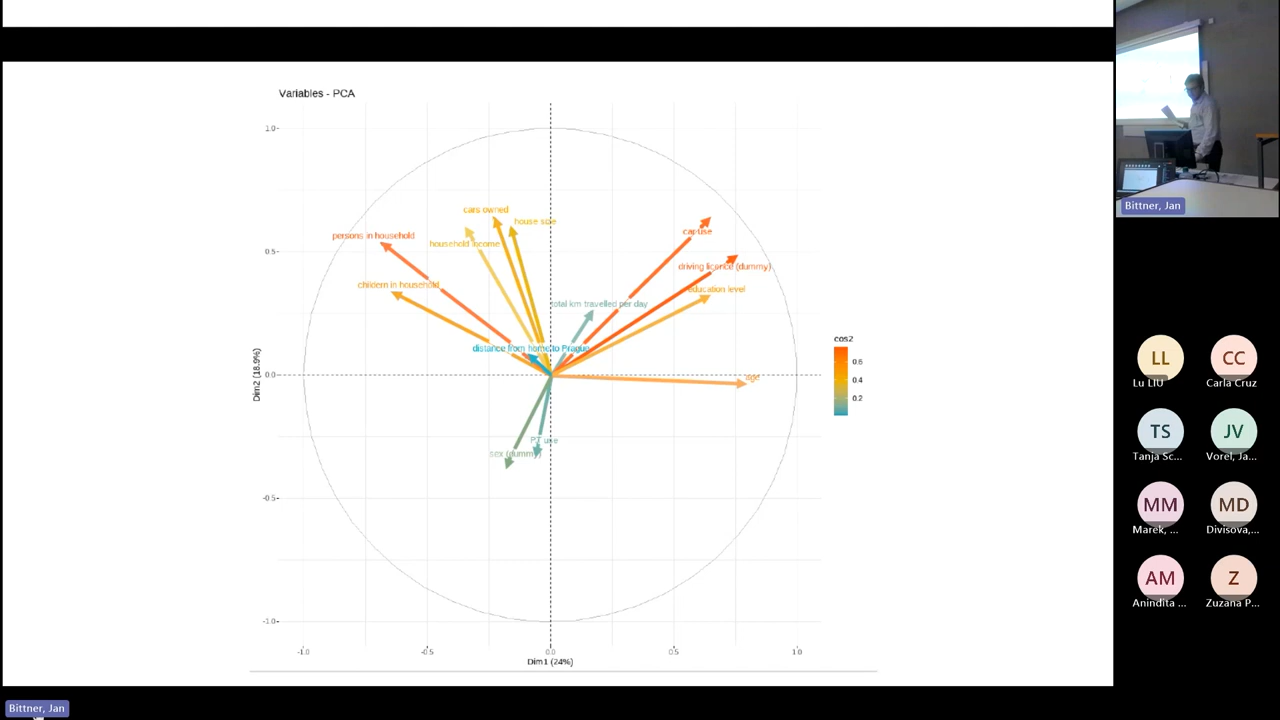 Variables - PCA
1.0
cars owned
house size
persons in household
car use
household income
driving licence (dummy)
0.5
childern in household
education level
total km travelled per day
cos2
distance from home to Prague
0.6
0.4
0.2
0.0
age
Dim2 (18.9%)
PT use
sex (dummy)
-0.5
-1.0
-1.0
-0.5
0.0
0.5
1.0
Dim1 (24%)
Bittner, Jan
LL
CC
Lu LIU
Carla Cruz
TS
JV
Tanja Sc...
Vorel, Ja...
MM
MD
Marek, ...
Divisova,...
AM
Z
Anindita ...
Zuzana P...
Bittner, Jan